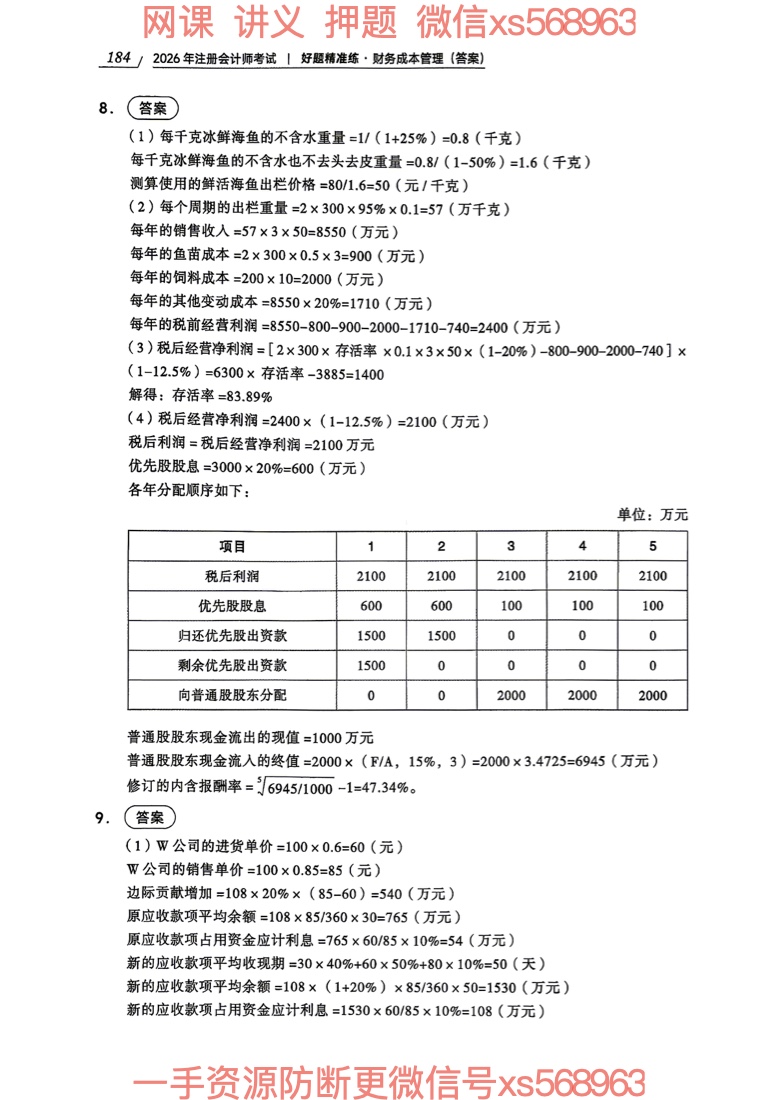 网课 讲义 押题 微信xs568963
184 / 2026年注册会计师考试 | 好题精准练·财务成本管理(答案)
8. 答案
(1)每千克冰鲜海鱼的不含水重量=1/(1+25%)=0.8(千克)
每千克冰鲜海鱼的不含水也不去头去皮重量=0.8/(1-50%)=1.6(千克)
测算使用的鲜活海鱼出栏价格=80/1.6=50(元/千克)
(2)每个周期的出栏重量=2×300×95%×0.1=57(万千克)
每年的销售收入=57×3×50=8550(万元)
每年的鱼苗成本=2×300×0.5×3=900(万元)
每年的饲料成本=200×10=2000(万元)
每年的其他变动成本=8550×20%=1710(万元)
每年的税前经营利润=8550-800-900-2000-1710-740=2400(万元)
(3)税后经营净利润=[2×300×存活率×0.1×3×50×(1-20%)-800-900-2000-740]×
(1-12.5%)=6300×存活率-3885=1400
解得:存活率=83.89%
(4)税后经营净利润=2400×(1-12.5%)=2100(万元)
税后利润=税后经营净利润=2100万元
优先股股息=3000×20%=600(万元)
各年分配顺序如下:
单位:万元
项目 1 2 3 4 5
税后利润 2100 2100 2100 2100 2100
优先股股息 600 600 100 100 100
归还优先股出资款 1500 1500 0 0 0
剩余优先股出资款 1500 0 0 0 0
向普通股股东分配 0 0 2000 2000 2000
普通股股东现金流出的现值=1000万元
普通股股东现金流入的终值=2000×(F/A,15%,3)=2000×3.4725=6945(万元)
修订的内含报酬率=⁵√6945/1000-1=47.34%。
9. 答案
(1)W公司的进货单价=100×0.6=60(元)
W公司的销售单价=100×0.85=85(元)
边际贡献增加=108×20%×(85-60)=540(万元)
原应收款项平均余额=108×85/360×30=765(万元)
原应收款项占用资金应计利息=765×60/85×10%=54(万元)
新的应收款项平均收现期=30×40%+60×50%+80×10%=50(天)
新的应收款项平均余额=108×(1+20%)×85/360×50=1530(万元)
新的应收款项占用资金应计利息=1530×60/85×10%=108(万元)
一手资源防断更微信号xs568963